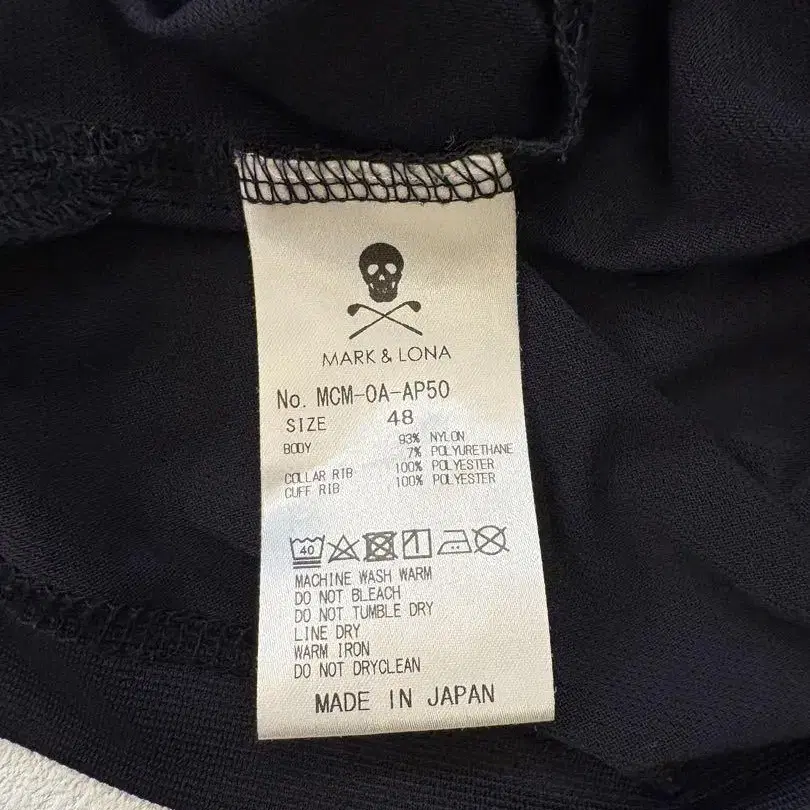 MARK & LONA
No. MCM-0A-AP50
SIZE 48
BODY 93% NYLON
7% POLYURETHANE
COLLAR RIB 100% POLYESTER
CUFF RIB 100% POLYESTER
40
MACHINE WASH WARM
DO NOT BLEACH
DO NOT TUMBLE DRY
LINE DRY
WARM IRON
DO NOT DRYCLEAN
MADE IN JAPAN